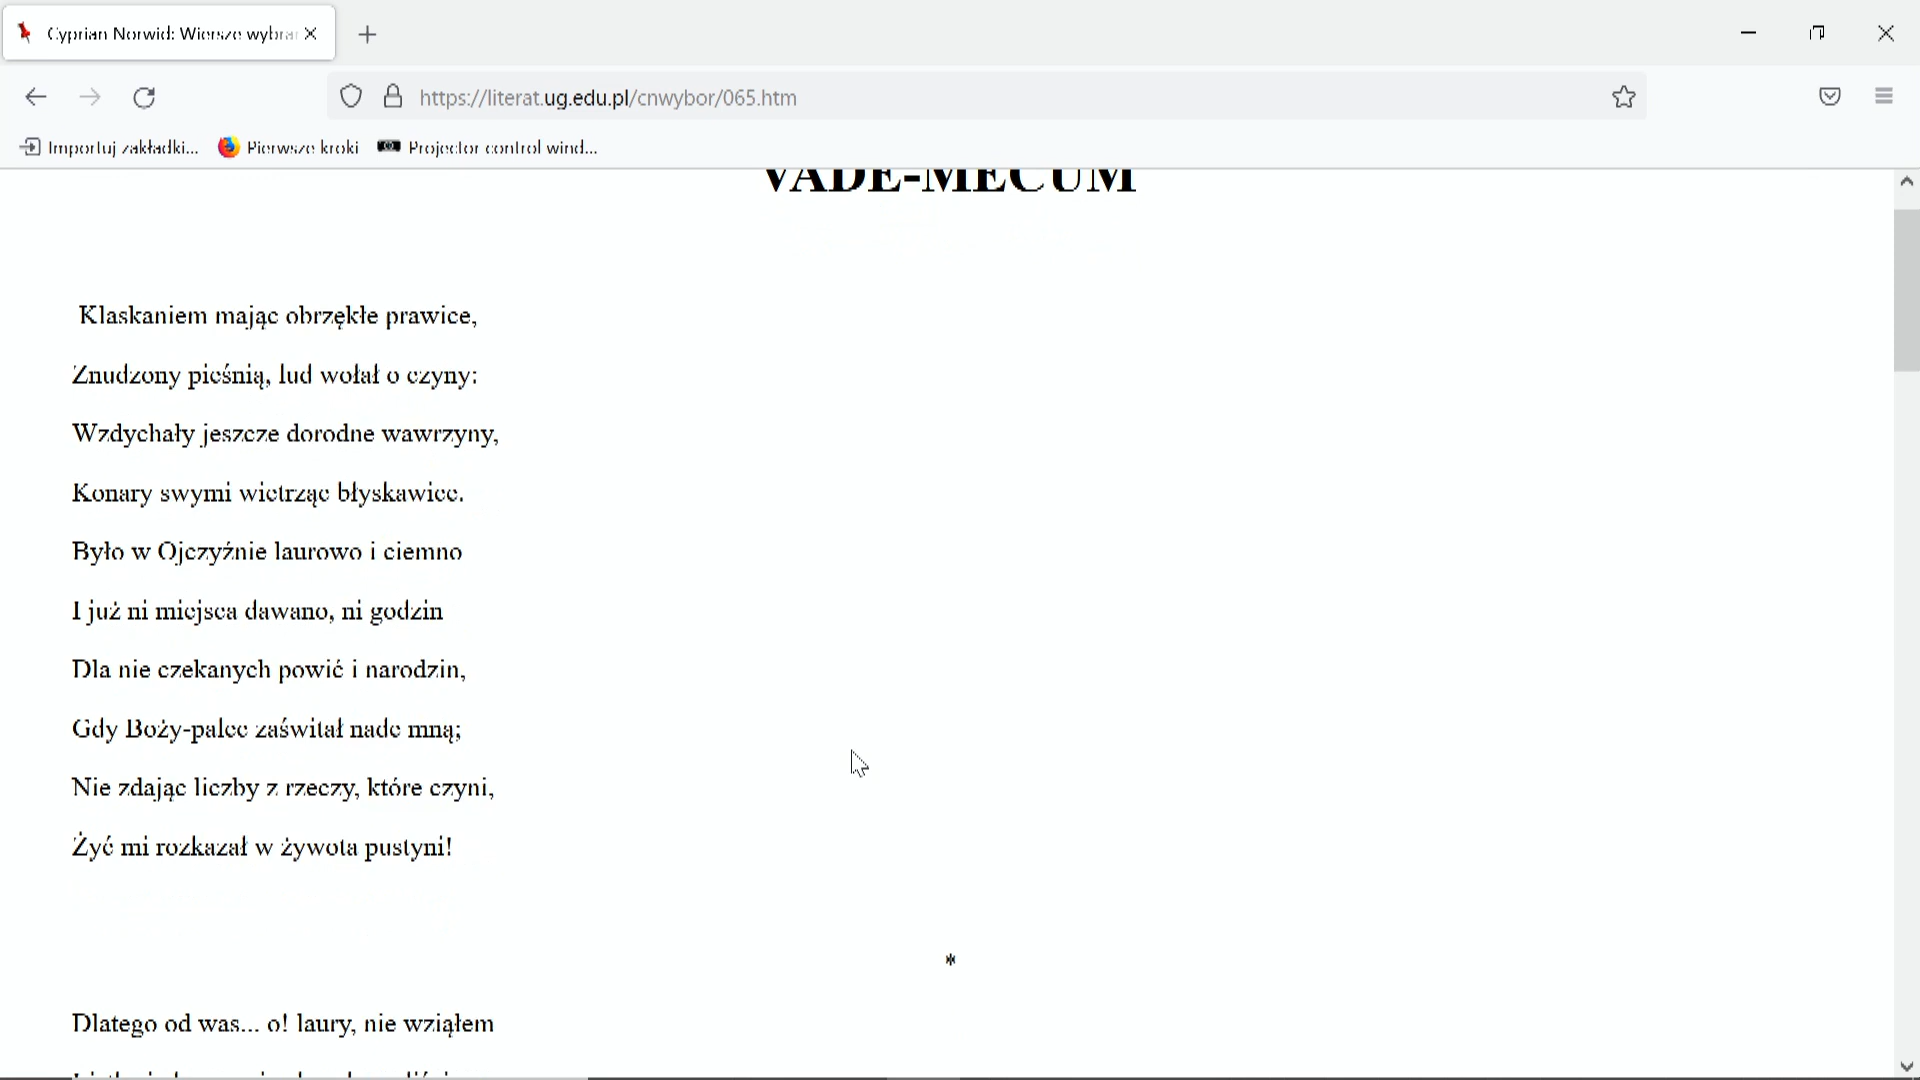 Cyprian Norwid: Wiersze wybra
https://literat.ug.edu.pl/cnwybor/065.htm
Importuj zakładki... Pierwsze kroki Projector control wind...
VADE-MECUM
Klaskaniem mając obrzękłe prawice,
Znudzony pieśnią, lud wołał o czyny:
Wzdychały jeszcze dorodne wawrzyny,
Konary swymi wietrząc błyskawice.
Było w Ojczyźnie laurowo i ciemno
I już ni miejsca dawano, ni godzin
Dla nie czekanych powić i narodzin,
Gdy Boży-palec zaświtał nade mną;
Nie zdając liczby z rzeczy, które czyni,
Żyć mi rozkazał w żywota pustyni!
*
Dlatego od was... o! laury, nie wziąłem